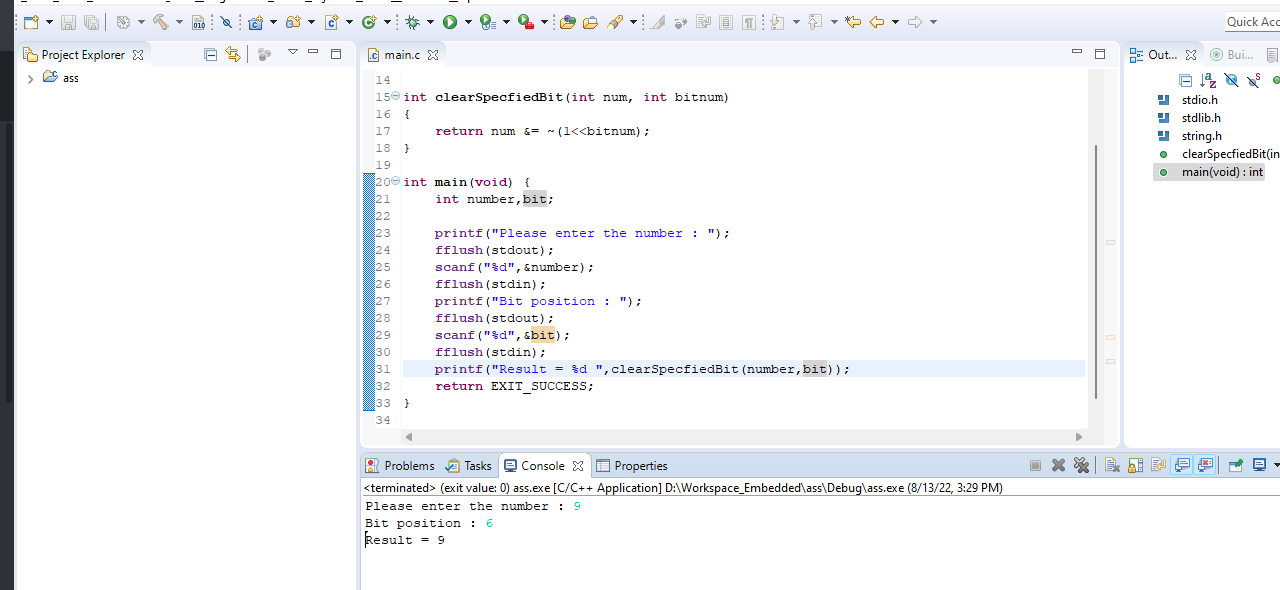 Quick Acc
Project Explorer
ass
main.c
14
15 int clearSpecfiedBit(int num, int bitnum)
16 {
17 return num &= ~(1<<bitnum);
18 }
19
20 int main(void) {
21 int number,bit;
22
23 printf("Please enter the number : ");
24 fflush(stdout);
25 scanf("%d",&number);
26 fflush(stdin);
27 printf("Bit position : ");
28 fflush(stdout);
29 scanf("%d",&bit);
30 fflush(stdin);
31 printf("Result = %d ",clearSpecfiedBit(number,bit));
32 return EXIT_SUCCESS;
33 }
34
Out... Bui...
stdio.h
stdlib.h
string.h
clearSpecfiedBit(in
main(void) : int
Problems Tasks Console Properties
<terminated> (exit value: 0) ass.exe [C/C++ Application] D:\Workspace_Embedded\ass\Debug\ass.exe (8/13/22, 3:29 PM)
Please enter the number : 9
Bit position : 6
Result = 9